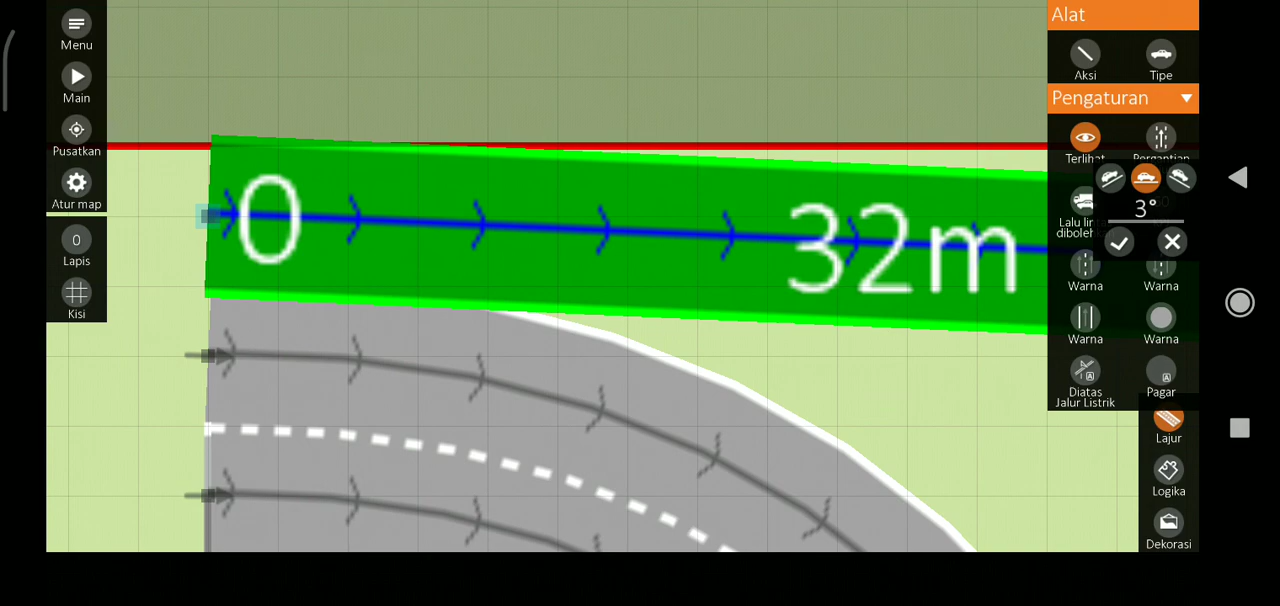 Menu
Main
Pusatkan
Atur map
0
Lapis
Kisi
0
32m
Alat
Aksi
Tipe
Pengaturan
Terlihat
3°
Warna
Warna
Warna
Warna
Diatas
Jalur Listrik
A
Pagar
A
Lajur
Logika
Dekorasi